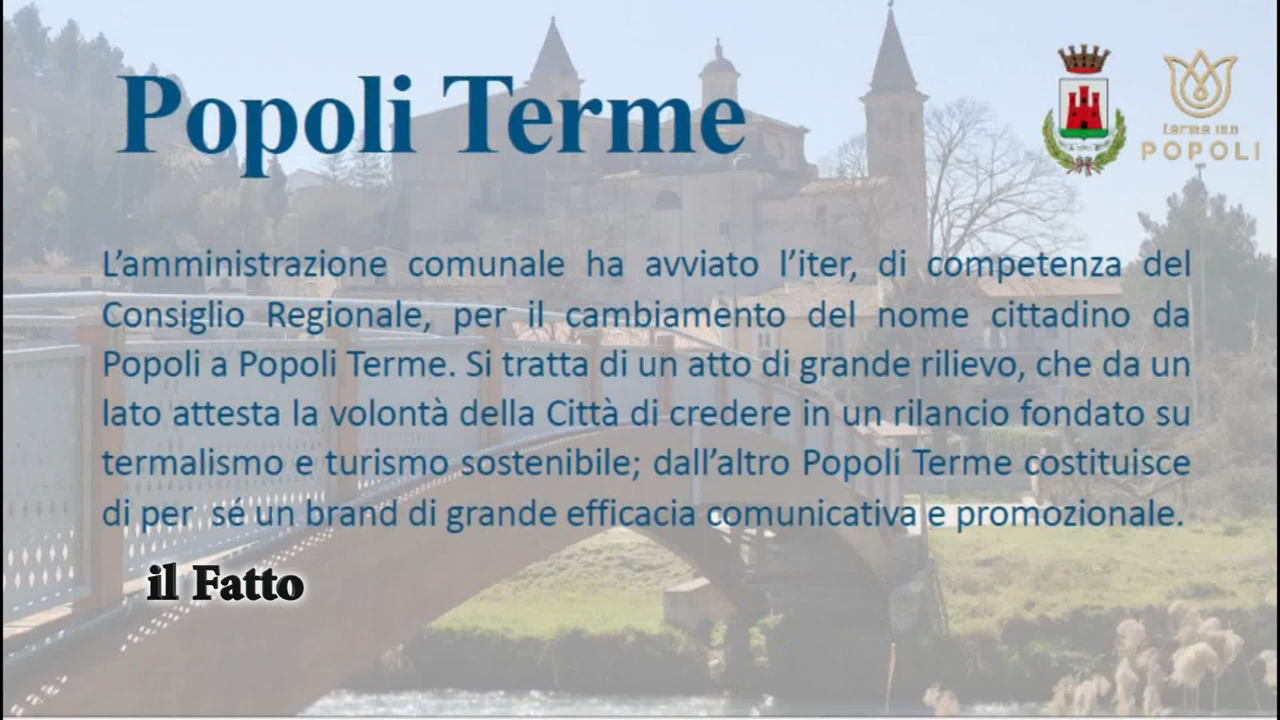 Popoli Terme
terme inn
POPOLI
L’amministrazione comunale ha avviato l’iter, di competenza del
Consiglio Regionale, per il cambiamento del nome cittadino da
Popoli a Popoli Terme. Si tratta di un atto di grande rilievo, che da un
lato attesta la volontà della Città di credere in un rilancio fondato su
termalismo e turismo sostenibile; dall’altro Popoli Terme costituisce
di per sé un brand di grande efficacia comunicativa e promozionale.
il Fatto